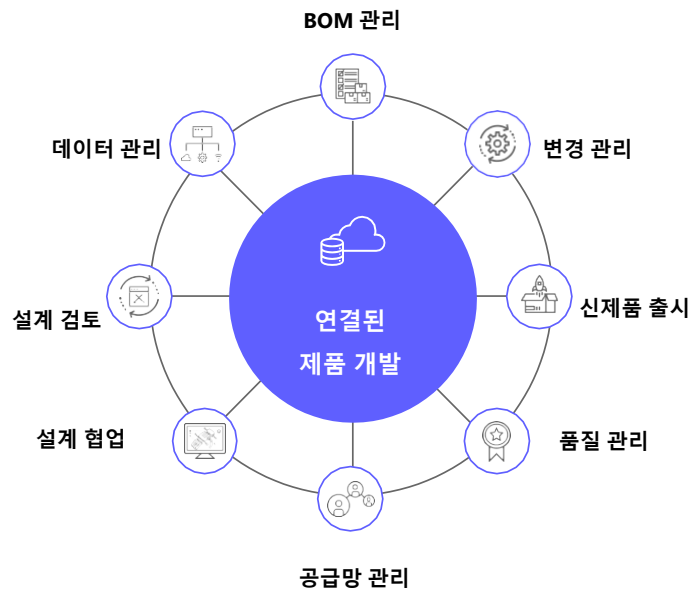 BOM 관리
데이터 관리
변경 관리
연결된
제품 개발
설계 검토
신제품 출시
설계 협업
품질 관리
공급망 관리